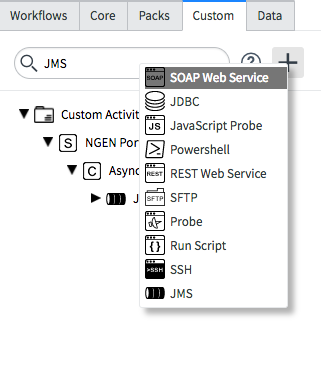 Workflows Core Packs Custom Data
JMS
?
SOAP SOAP Web Service
JDBC
JS JavaScript Probe
Powershell
REST REST Web Service
SFTP SFTP
Probe
{ } Run Script
>SSH SSH
JMS
Custom Activit
S NGEN Por
C Async
J